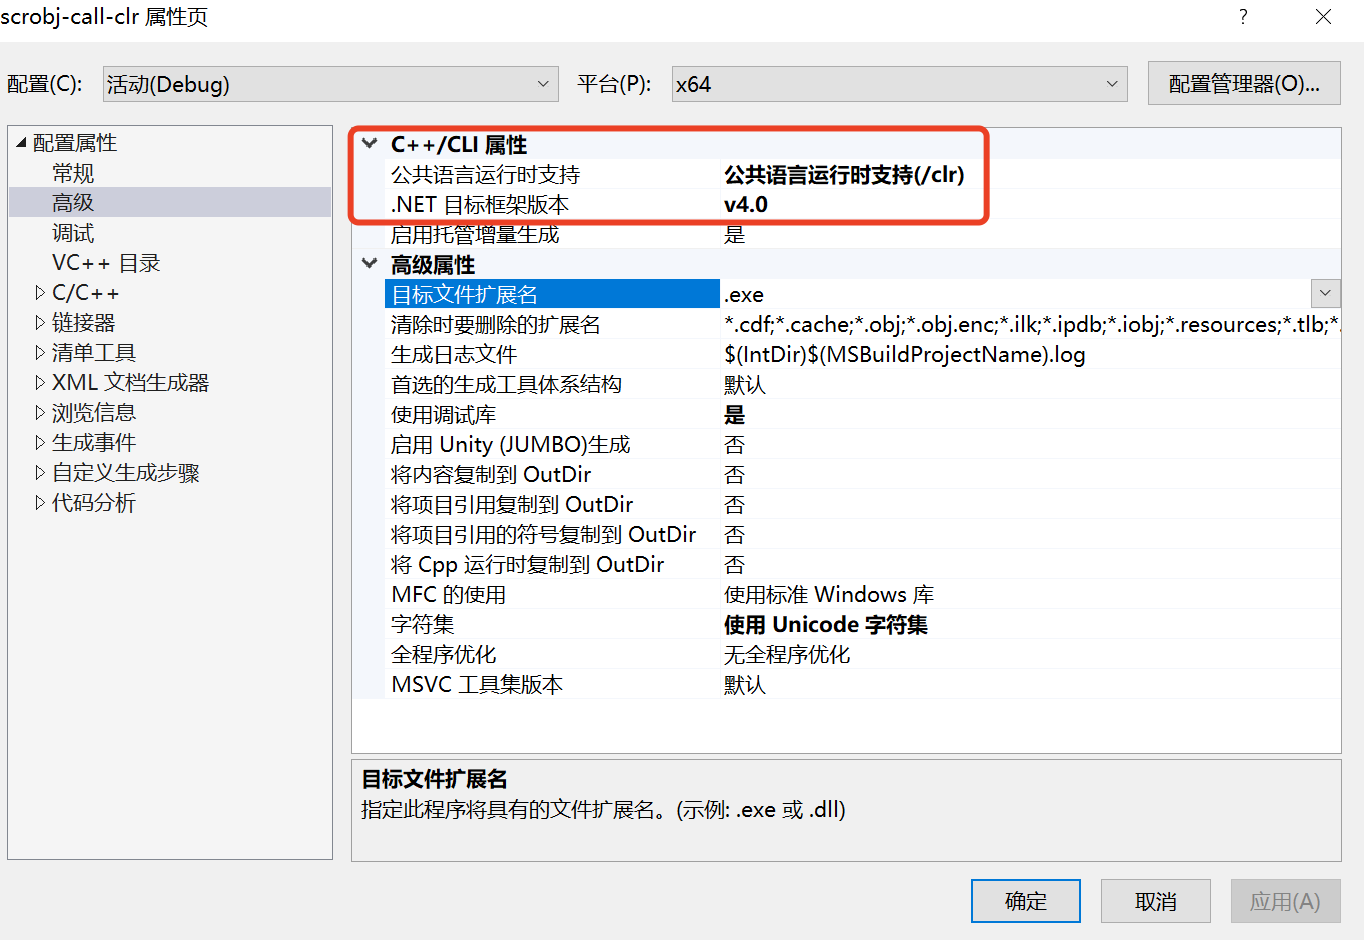 scrobj-call-clr 属性页
?
配置(C):
活动(Debug)
平台(P):
x64
配置管理器(O)...
配置属性
常规
高级
调试
VC++ 目录
C/C++
链接器
清单工具
XML 文档生成器
浏览信息
生成事件
自定义生成步骤
代码分析
C++/CLI 属性
公共语言运行时支持 公共语言运行时支持(/clr)
.NET 目标框架版本 v4.0
启用托管增量生成 是
高级属性
目标文件扩展名 .exe
清除时要删除的扩展名 *.cdf;*.cache;*.obj;*.obj.enc;*.ilk;*.ipdb;*.iobj;*.resources;*.tlb;*.
生成日志文件 $(IntDir)$(MSBuildProjectName).log
首选的生成工具体系结构 默认
使用调试库 是
启用 Unity (JUMBO)生成 否
将内容复制到 OutDir 否
将项目引用复制到 OutDir 否
将项目引用的符号复制到 OutDir 否
将 Cpp 运行时复制到 OutDir 否
MFC 的使用 使用标准 Windows 库
字符集 使用 Unicode 字符集
全程序优化 无全程序优化
MSVC 工具集版本 默认
目标文件扩展名
指定此程序将具有的文件扩展名。(示例: .exe 或 .dll)
确定
取消
应用(A)